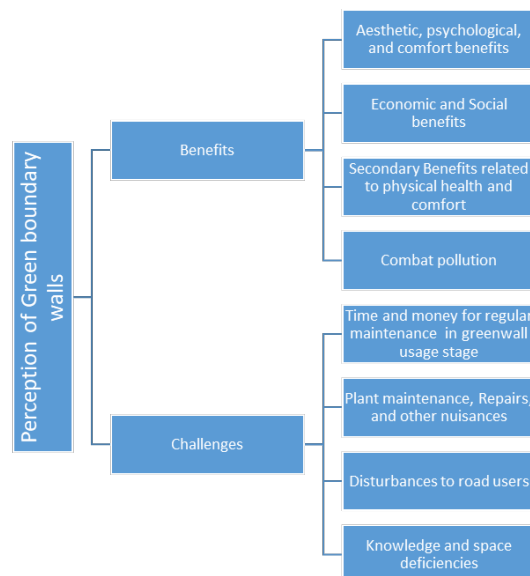 Perception of Green boundary
walls
Benefits
Aesthetic, psychological,
and comfort benefits
Economic and Social
benefits
Secondary Benefits related
to physical health and
comfort
Combat pollution
Challenges
Time and money for regular
maintenance in greenwall
usage stage
Plant maintenance, Repairs,
and other nuisances
Disturbances to road users
Knowledge and space
deficiencies